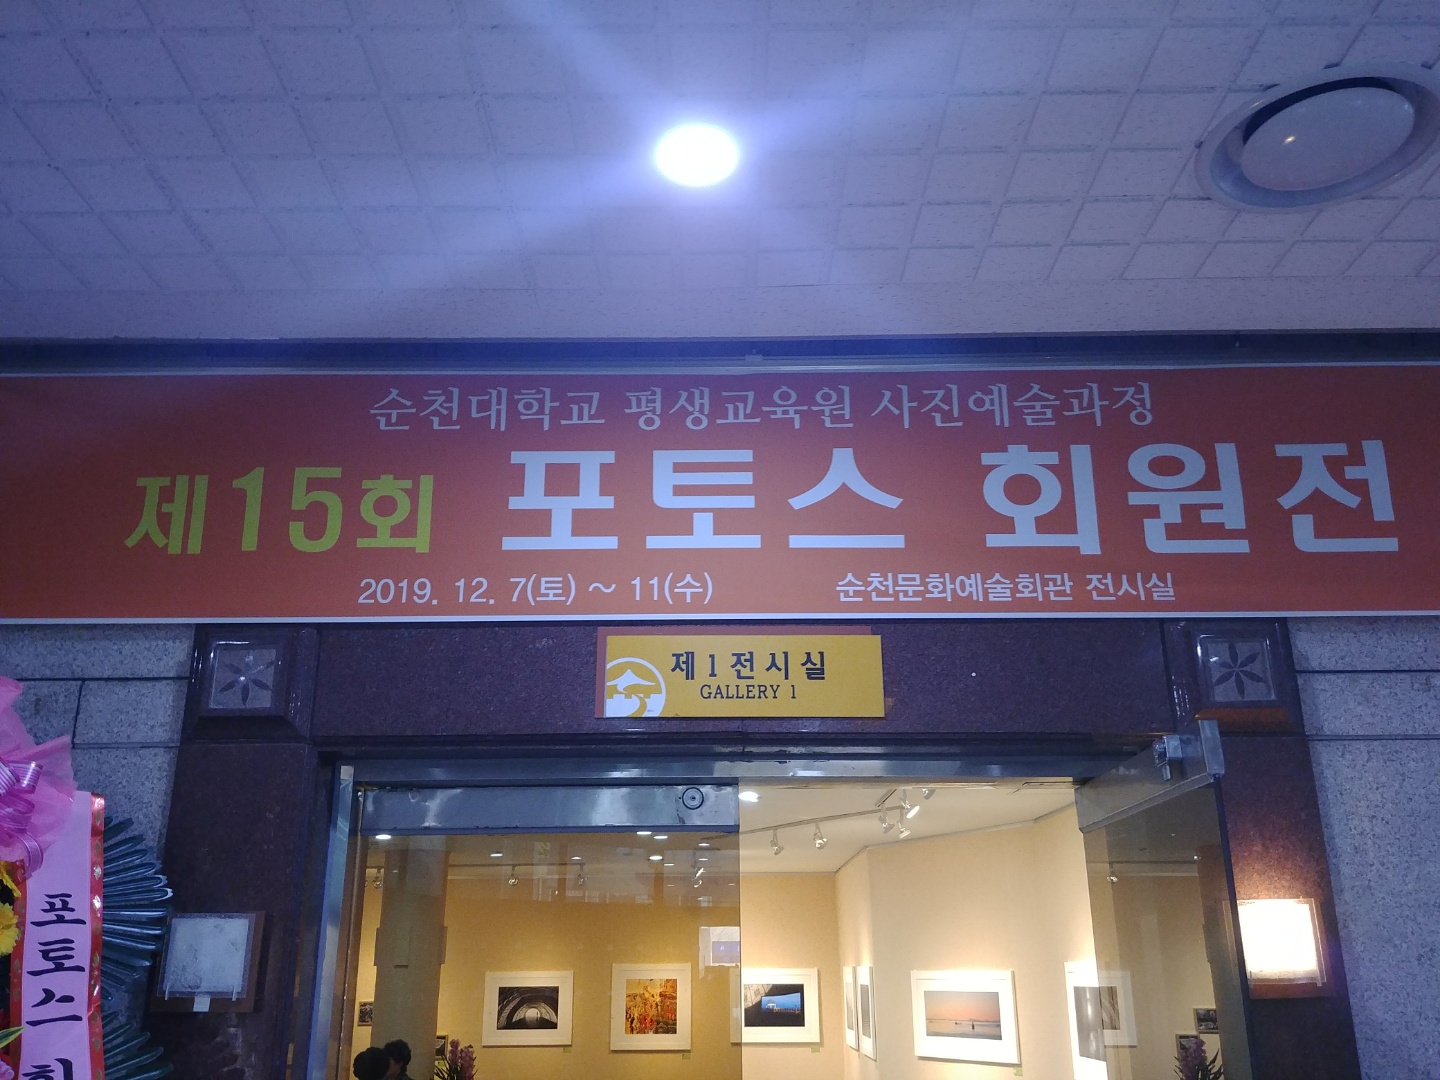 순천대학교 평생교육원 사진예술과정
제15회 포토스 회원전
2019. 12. 7(토) ~ 11(수) 순천문화예술회관 전시실
제1전시실
GALLERY 1
포토스 회